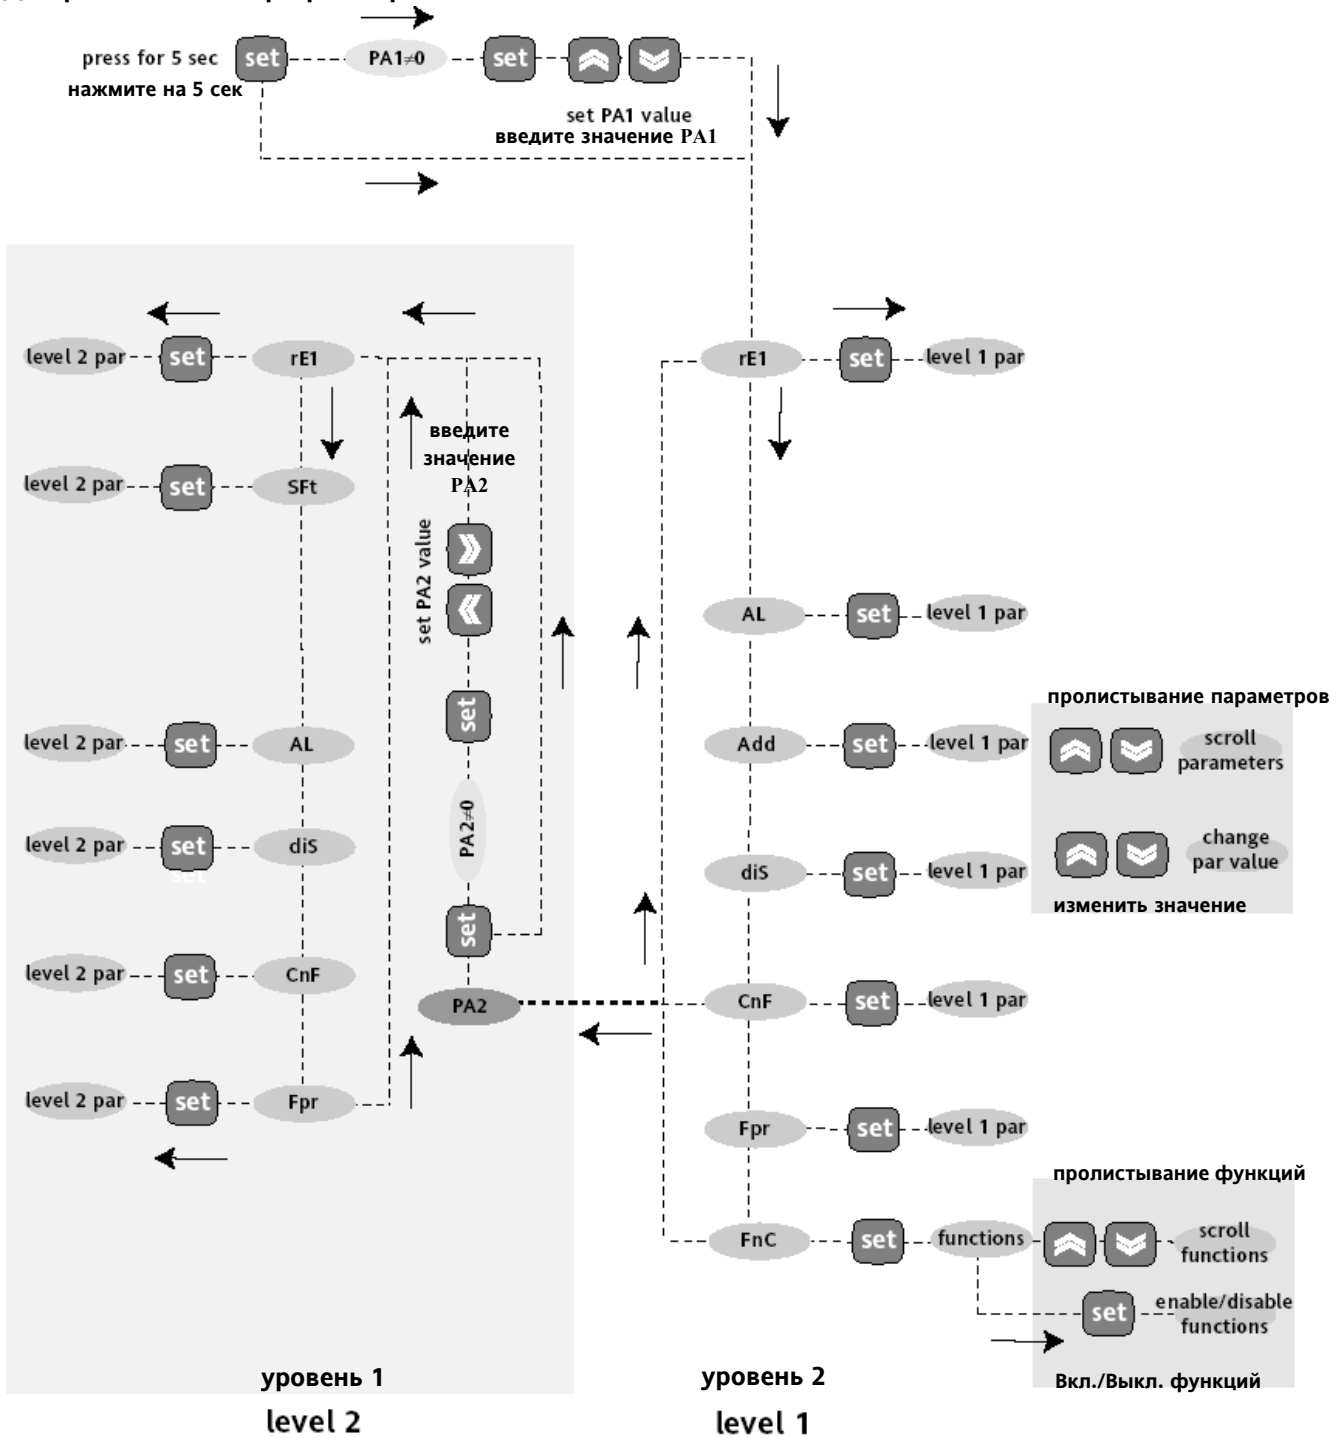 press for 5 sec
set
PA1≠0
set
нажмите на 5 сек
set PA1 value
введите значение PA1
level 2 par
set
rE1
rE1
set
level 1 par
введите
значение
PA2
level 2 par
set
SFt
set PA2 value
AL
set
level 1 par
set
пролистывание параметров
level 2 par
set
AL
Add
set
level 1 par
scroll
parameters
PA2≠0
level 2 par
set
diS
change
par value
diS
set
level 1 par
изменить значение
set
level 2 par
set
CnF
PA2
CnF
set
level 1 par
level 2 par
set
Fpr
Fpr
set
level 1 par
пролистывание функций
FnC
set
functions
scroll
functions
set
enable/disable
functions
уровень 1
уровень 2
Вкл./Выкл. функций
level 2
level 1